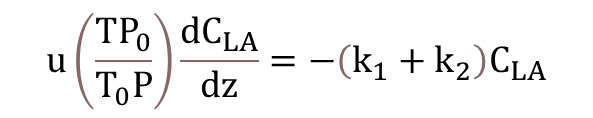 u(TP₀/T₀P) dC_LA/dz = −(k₁ + k₂)C_LA